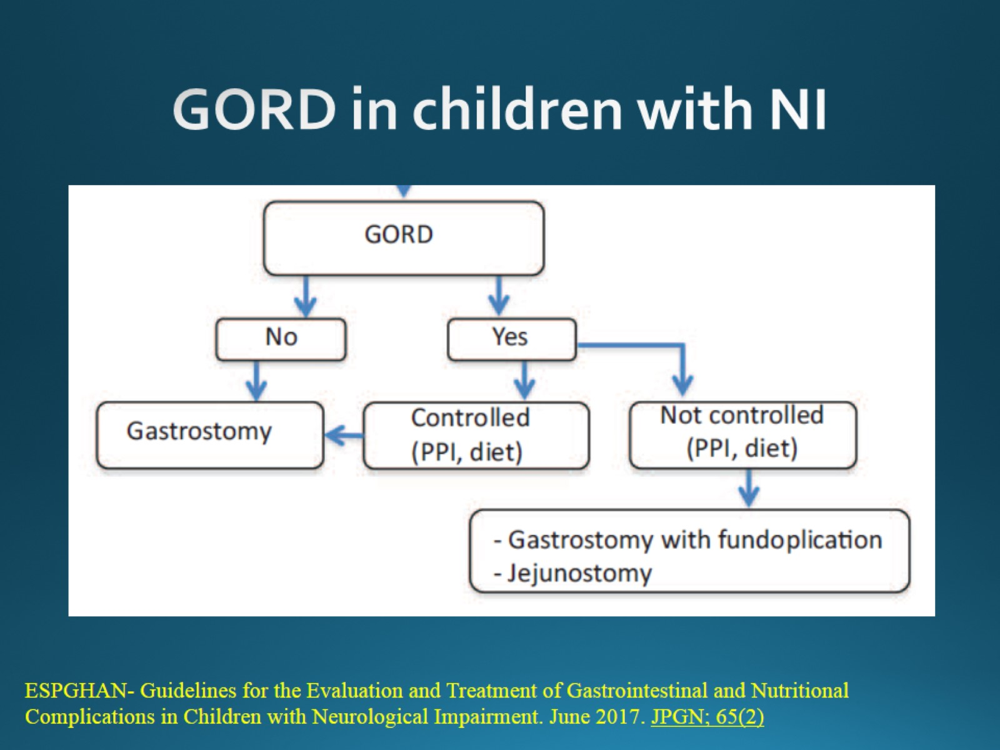 GORD in children with NI
GORD
No
Yes
Gastrostomy
Controlled
(PPI, diet)
Not controlled
(PPI, diet)
- Gastrostomy with fundoplication
- Jejunostomy
ESPGHAN- Guidelines for the Evaluation and Treatment of Gastrointestinal and Nutritional
Complications in Children with Neurological Impairment. June 2017. JPGN; 65(2)